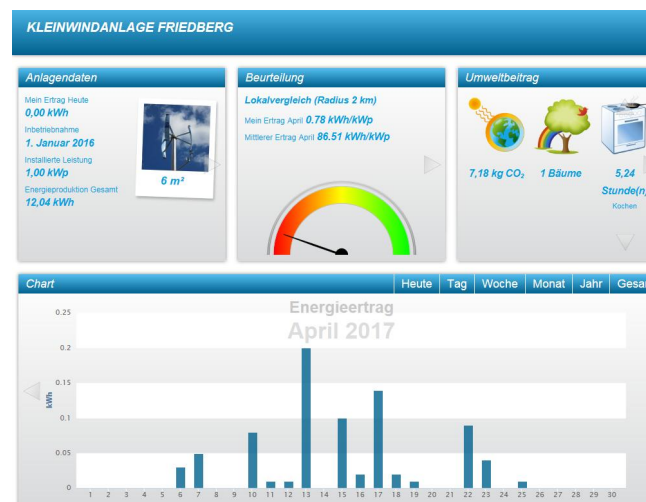 KLEINWINDANLAGE FRIEDBERG
Anlagendaten
Mein Ertrag Heute
0,00 kWh
Inbetriebnahme
1. Januar 2016
Installierte Leistung
1,00 kWp
Energieproduktion Gesamt
12,04 kWh
6 m²
Beurteilung
Lokalvergleich (Radius 2 km)
Mein Ertrag April 0.78 kWh/kWp
Mittlerer Ertrag April 86.51 kWh/kWp
Umweltbeitrag
7,18 kg CO₂
1 Bäume
5,24
Stunde(n)
Kochen
Chart
Heute Tag Woche Monat Jahr Gesa
Energieertrag
April 2017
kWh
0.25
0.2
0.15
0.1
0.05
0
1 2 3 4 5 6 7 8 9 10 11 12 13 14 15 16 17 18 19 20 21 22 23 24 25 26 27 28 29 30